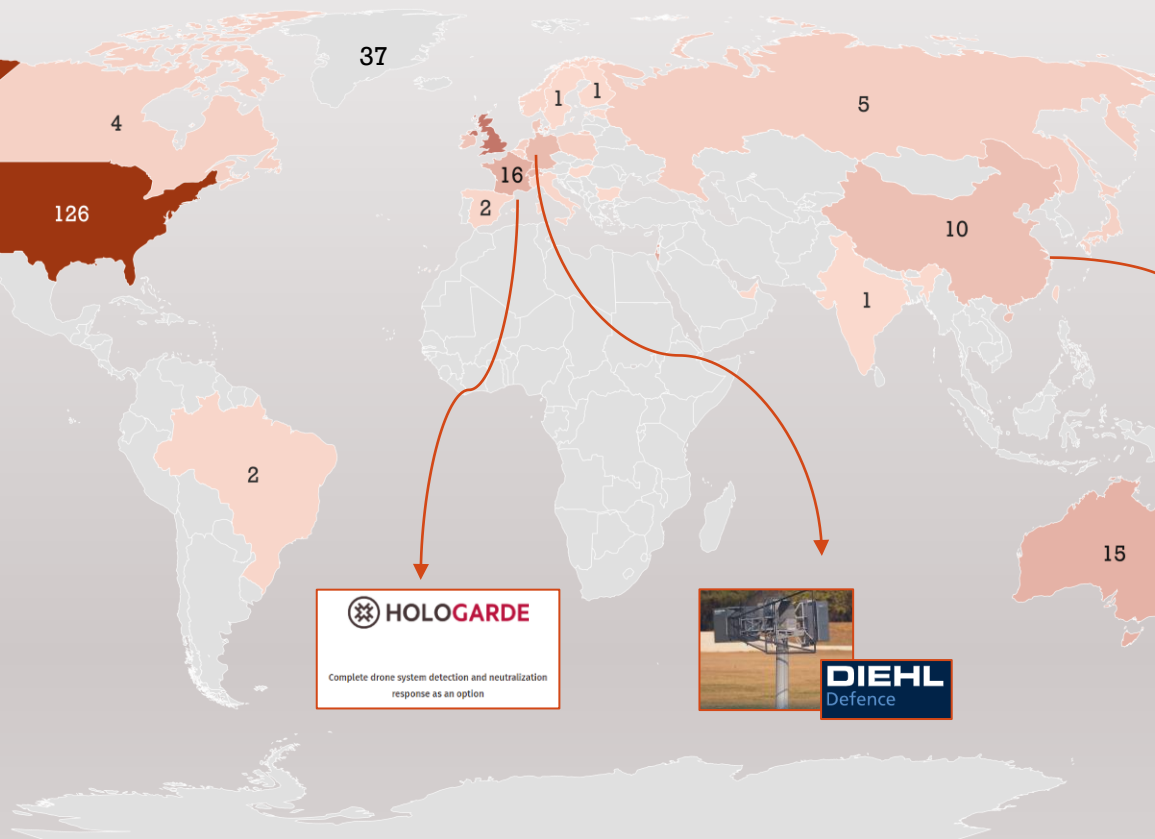 37
1
1
5
4
16
126
2
10
1
2
15
HOLOGARDE
Complete drone system detection and neutralization
response as an option
DIEHL
Defence